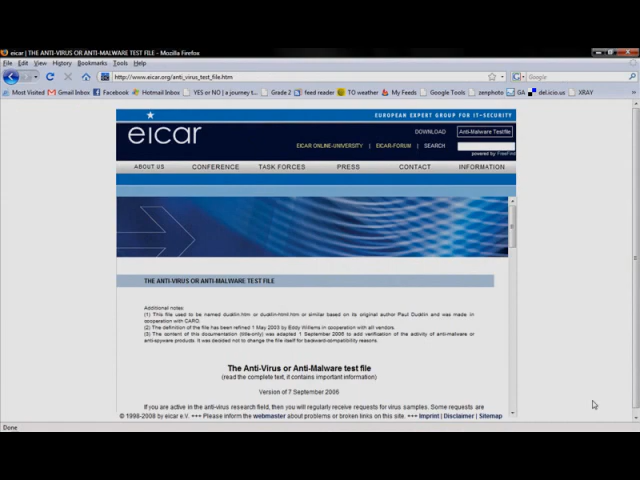 eicar | THE ANTI-VIRUS OR ANTI-MALWARE TEST FILE - Mozilla Firefox
File Edit View History Bookmarks Tools Help
http://www.eicar.org/anti_virus_test_file.htm
Google
Most Visited Gmail Inbox Facebook Hotmail Inbox YES or NO | a journey t... Grade 2 feed reader TO weather My Feeds Google Tools zenphoto GA del.icio.us XRAY
EUROPEAN EXPERT GROUP FOR IT-SECURITY
eicar
DOWNLOAD Anti-Malware Testfile
EICAR ONLINE-UNIVERSITY | EICAR-FORUM | SEARCH
powered by FreeFind
ABOUT US CONFERENCE TASK FORCES PRESS CONTACT INFORMATION
THE ANTI-VIRUS OR ANTI-MALWARE TEST FILE
Additional notes:
(1) This file used to be named ducklin.htm or ducklin-html.htm or similar based on its original author Paul Ducklin and was made in
cooperation with CARO.
(2) The definition of the file has been refined 1 May 2003 by Eddy Willems in cooperation with all vendors.
(3) The content of this documentation (title-only) was adapted 1 September 2006 to add verification of the activity of anti-malware or
anti-spyware products. It was decided not to change the file itself for backward-compatibility reasons.
The Anti-Virus or Anti-Malware test file
(read the complete text, it contains important information)
Version of 7 September 2006
If you are active in the anti-virus research field, then you will regularly receive requests for virus samples. Some requests are
© 1998-2008 by eicar e.V. +++ Please inform the webmaster about problems or broken links on this site. +++ Imprint | Disclaimer | Sitemap
Done